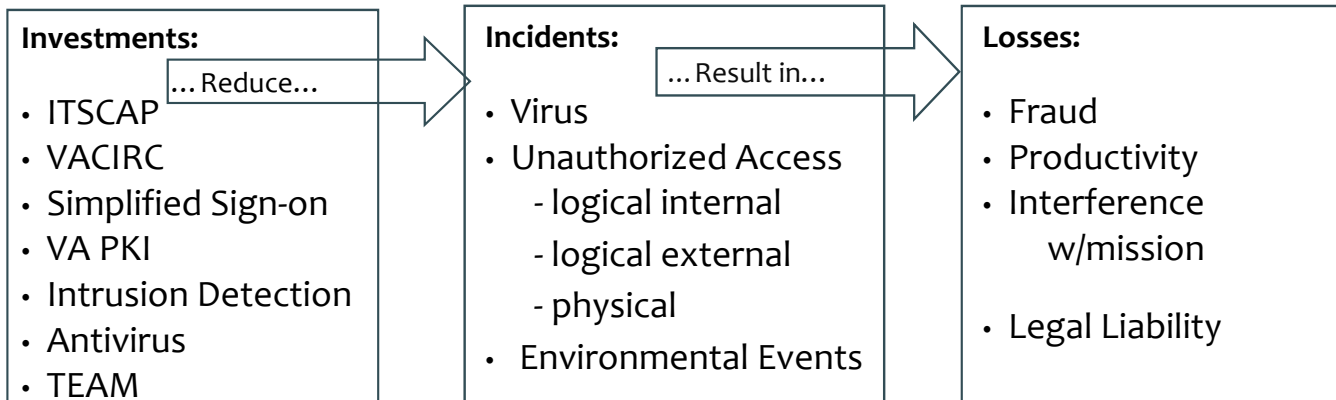 Investments:
… Reduce…
• ITSCAP
• VACIRC
• Simplified Sign-on
• VA PKI
• Intrusion Detection
• Antivirus
• TEAM
Incidents:
… Result in…
• Virus
• Unauthorized Access
- logical internal
- logical external
- physical
• Environmental Events
Losses:
• Fraud
• Productivity
• Interference
w/mission
• Legal Liability